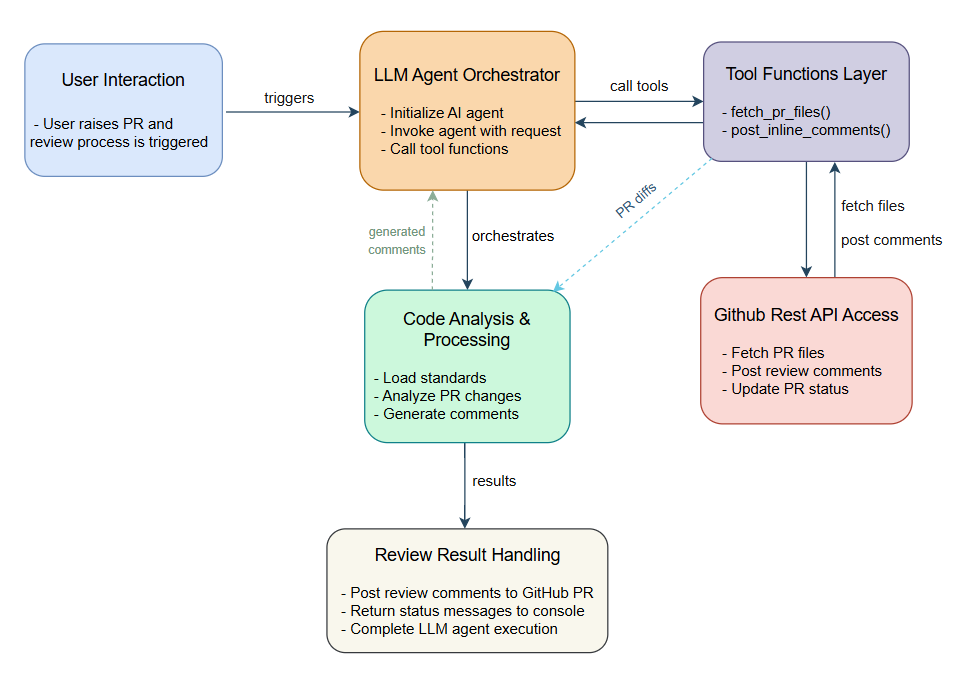 User Interaction
- User raises PR and
review process is triggered
triggers
LLM Agent Orchestrator
- Initialize AI agent
- Invoke agent with request
- Call tool functions
call tools
Tool Functions Layer
- fetch_pr_files()
- post_inline_comments()
generated
comments
orchestrates
PR diffs
fetch files
post comments
Code Analysis &
Processing
- Load standards
- Analyze PR changes
- Generate comments
Github Rest API Access
- Fetch PR files
- Post review comments
- Update PR status
results
Review Result Handling
- Post review comments to GitHub PR
- Return status messages to console
- Complete LLM agent execution